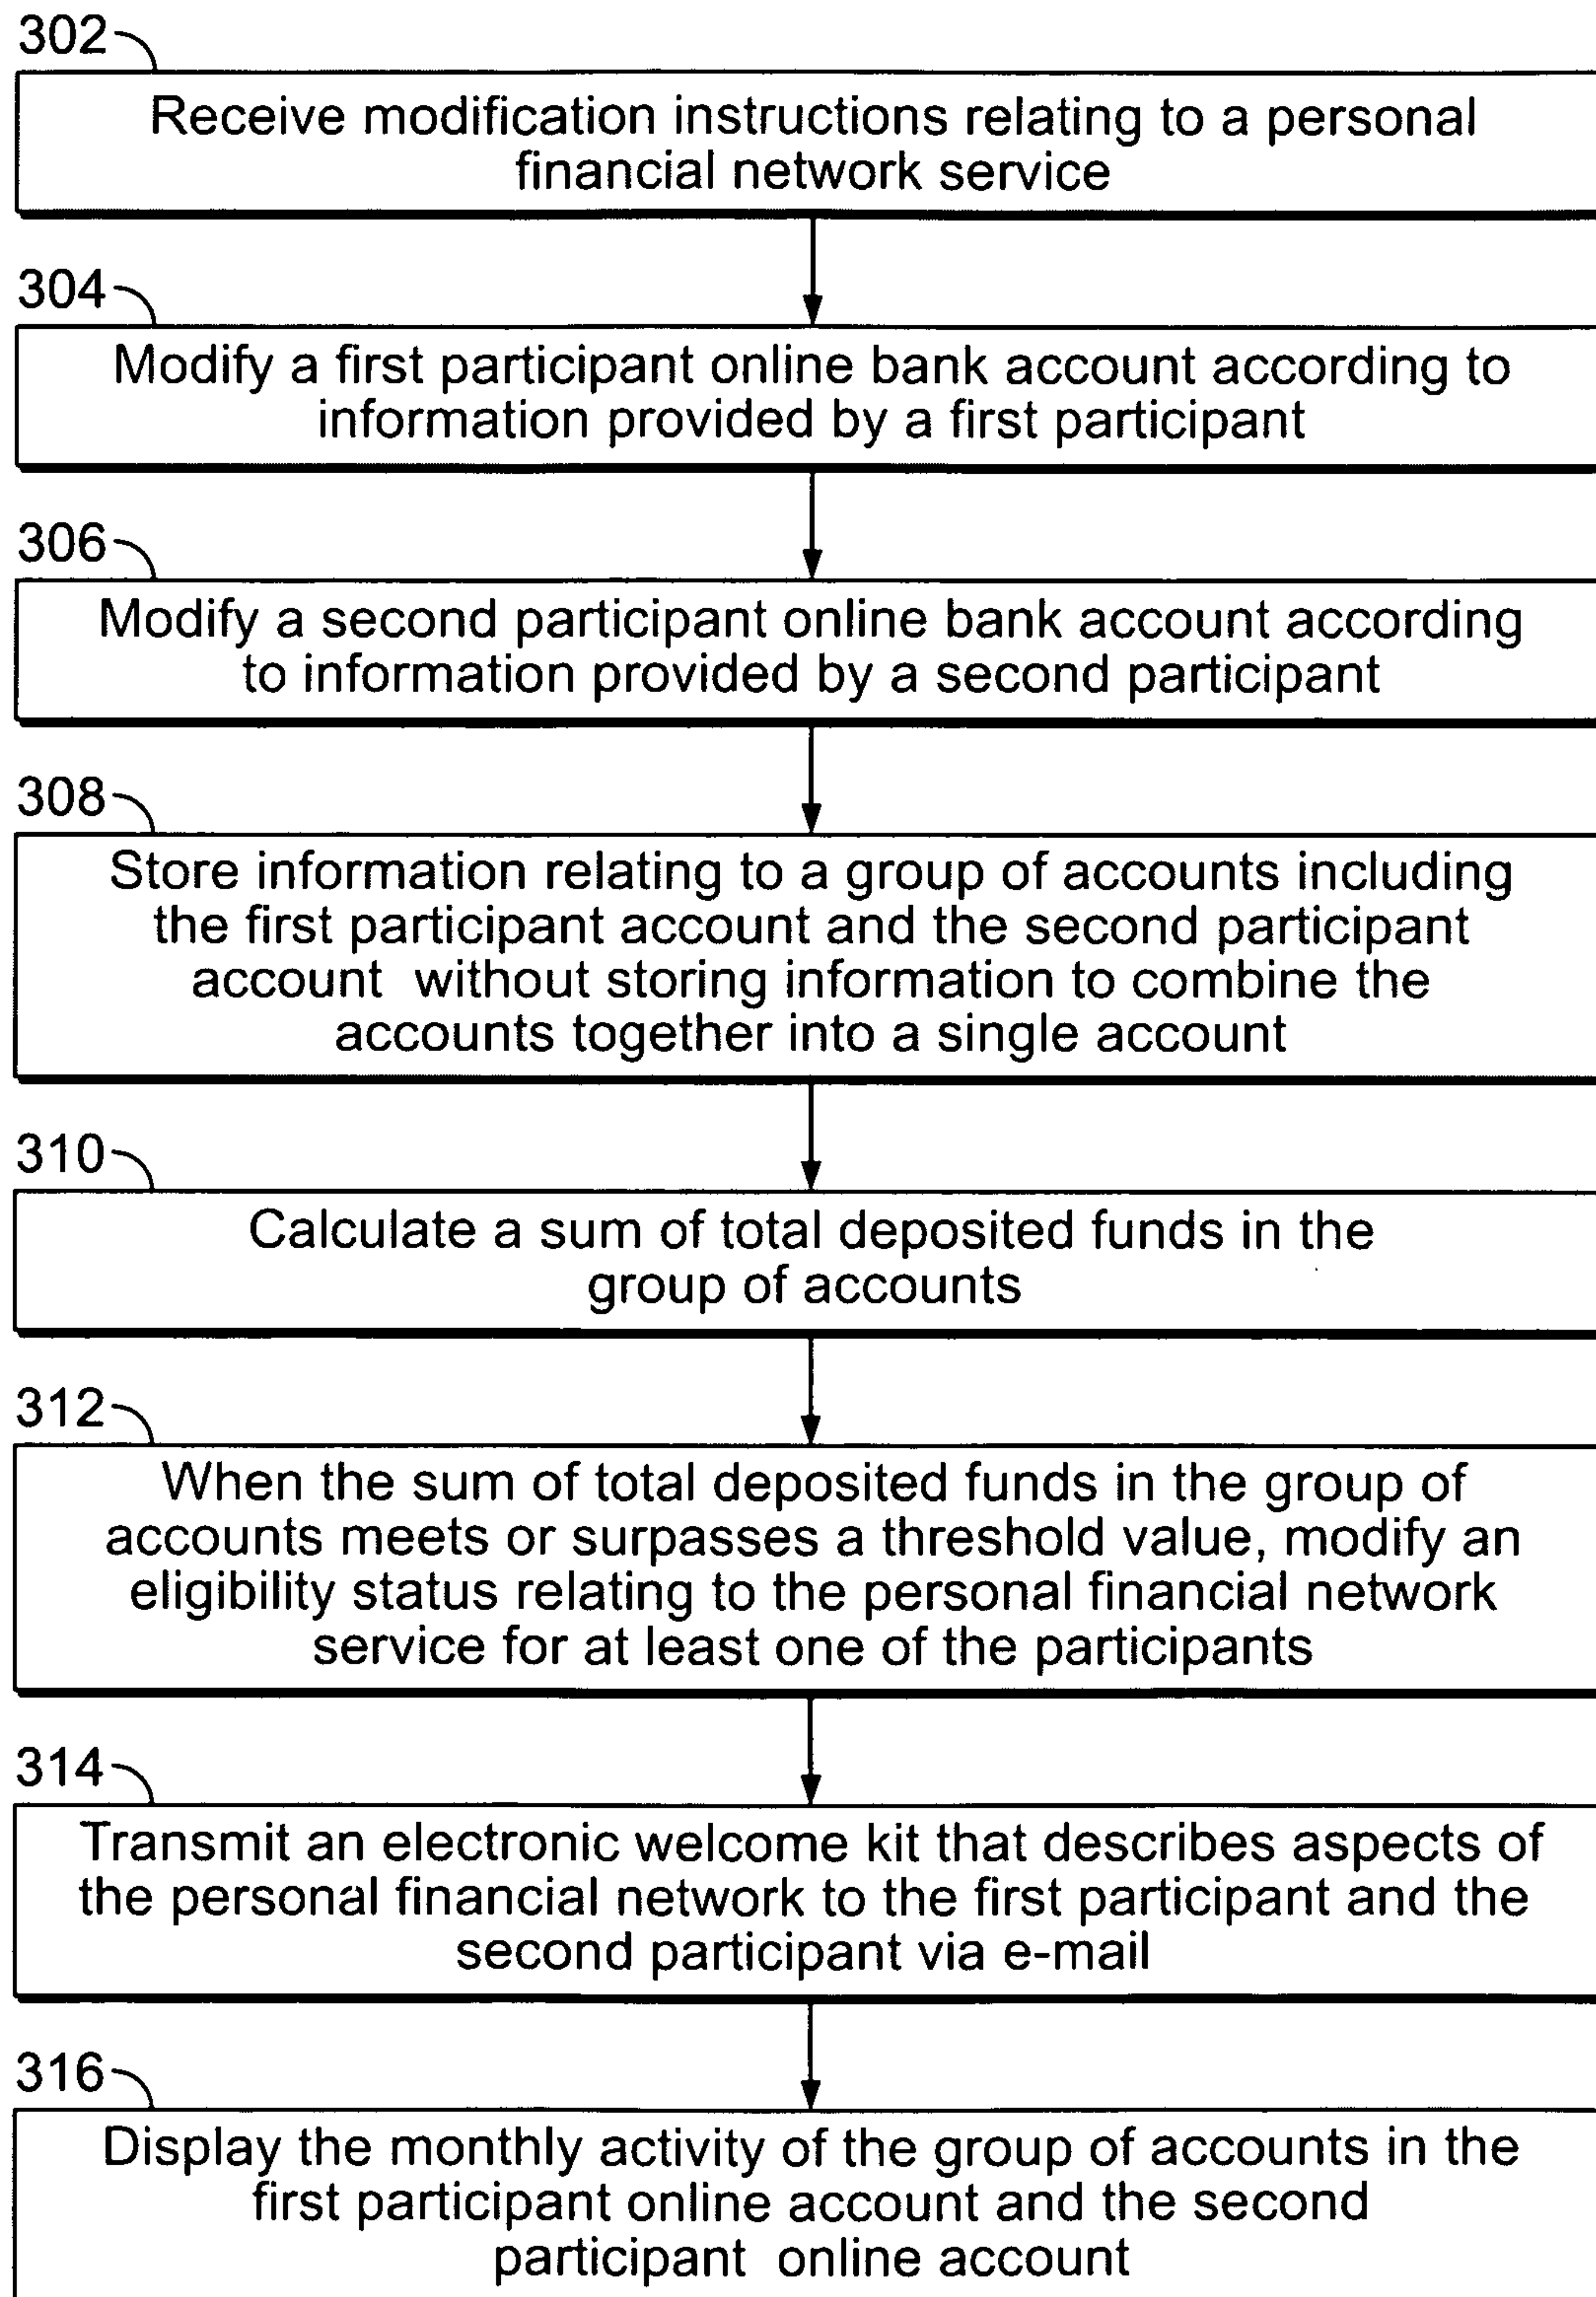 302
Receive modification instructions relating to a personal
financial network service
304
Modify a first participant online bank account according to
information provided by a first participant
306
Modify a second participant online bank account according
to information provided by a second participant
308
Store information relating to a group of accounts including
the first participant account and the second participant
account without storing information to combine the
accounts together into a single account
310
Calculate a sum of total deposited funds in the
group of accounts
312
When the sum of total deposited funds in the group of
accounts meets or surpasses a threshold value, modify an
eligibility status relating to the personal financial network
service for at least one of the participants
314
Transmit an electronic welcome kit that describes aspects of
the personal financial network to the first participant and the
second participant via e-mail
316
Display the monthly activity of the group of accounts in the
first participant online account and the second
participant online account